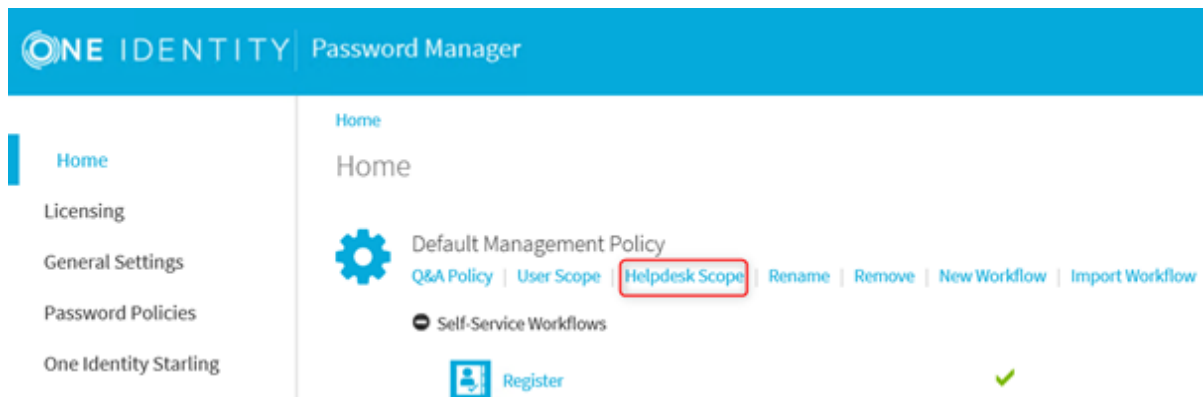 ONE IDENTITY Password Manager
Home
Home
Home
Licensing
Default Management Policy
General Settings
Q&A Policy | User Scope | Helpdesk Scope | Rename | Remove | New Workflow | Import Workflow
Password Policies
Self-Service Workflows
One Identity Starling
Register